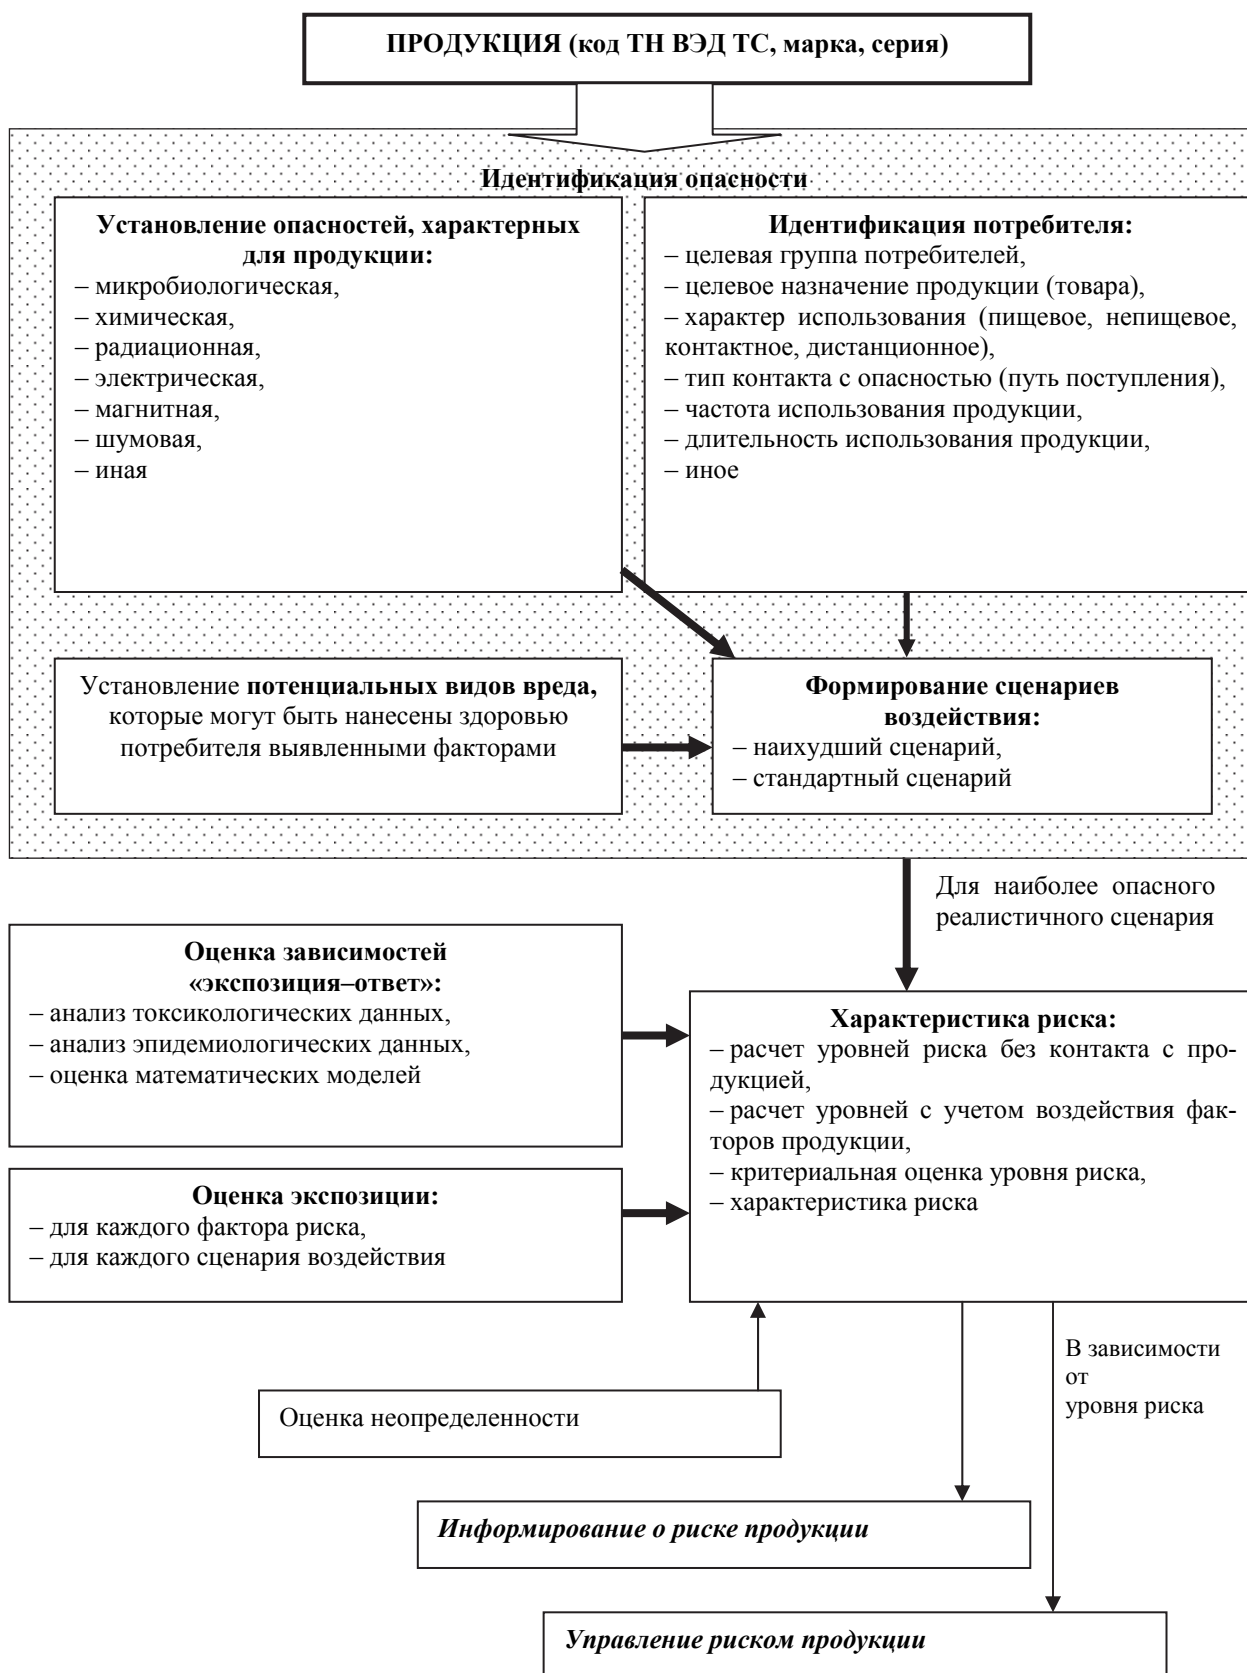 ПРОДУКЦИЯ (код ТН ВЭД ТС, марка, серия)
Идентификация опасности
Установление опасностей, характерных
для продукции:
– микробиологическая,
– химическая,
– радиационная,
– электрическая,
– магнитная,
– шумовая,
– иная
Идентификация потребителя:
– целевая группа потребителей,
– целевое назначение продукции (товара),
– характер использования (пищевое, непищевое,
контактное, дистанционное),
– тип контакта с опасностью (путь поступления),
– частота использования продукции,
– длительность использования продукции,
– иное
Установление потенциальных видов вреда,
которые могут быть нанесены здоровью
потребителя выявленными факторами
Формирование сценариев
воздействия:
– наихудший сценарий,
– стандартный сценарий
Для наиболее опасного
реалистичного сценария
Оценка зависимостей
«экспозиция–ответ»:
– анализ токсикологических данных,
– анализ эпидемиологических данных,
– оценка математических моделей
Оценка экспозиции:
– для каждого фактора риска,
– для каждого сценария воздействия
Характеристика риска:
– расчет уровней риска без контакта с про-
дукцией,
– расчет уровней с учетом воздействия фак-
торов продукции,
– критериальная оценка уровня риска,
– характеристика риска
В зависимости
от
уровня риска
Оценка неопределенности
Информирование о риске продукции
Управление риском продукции